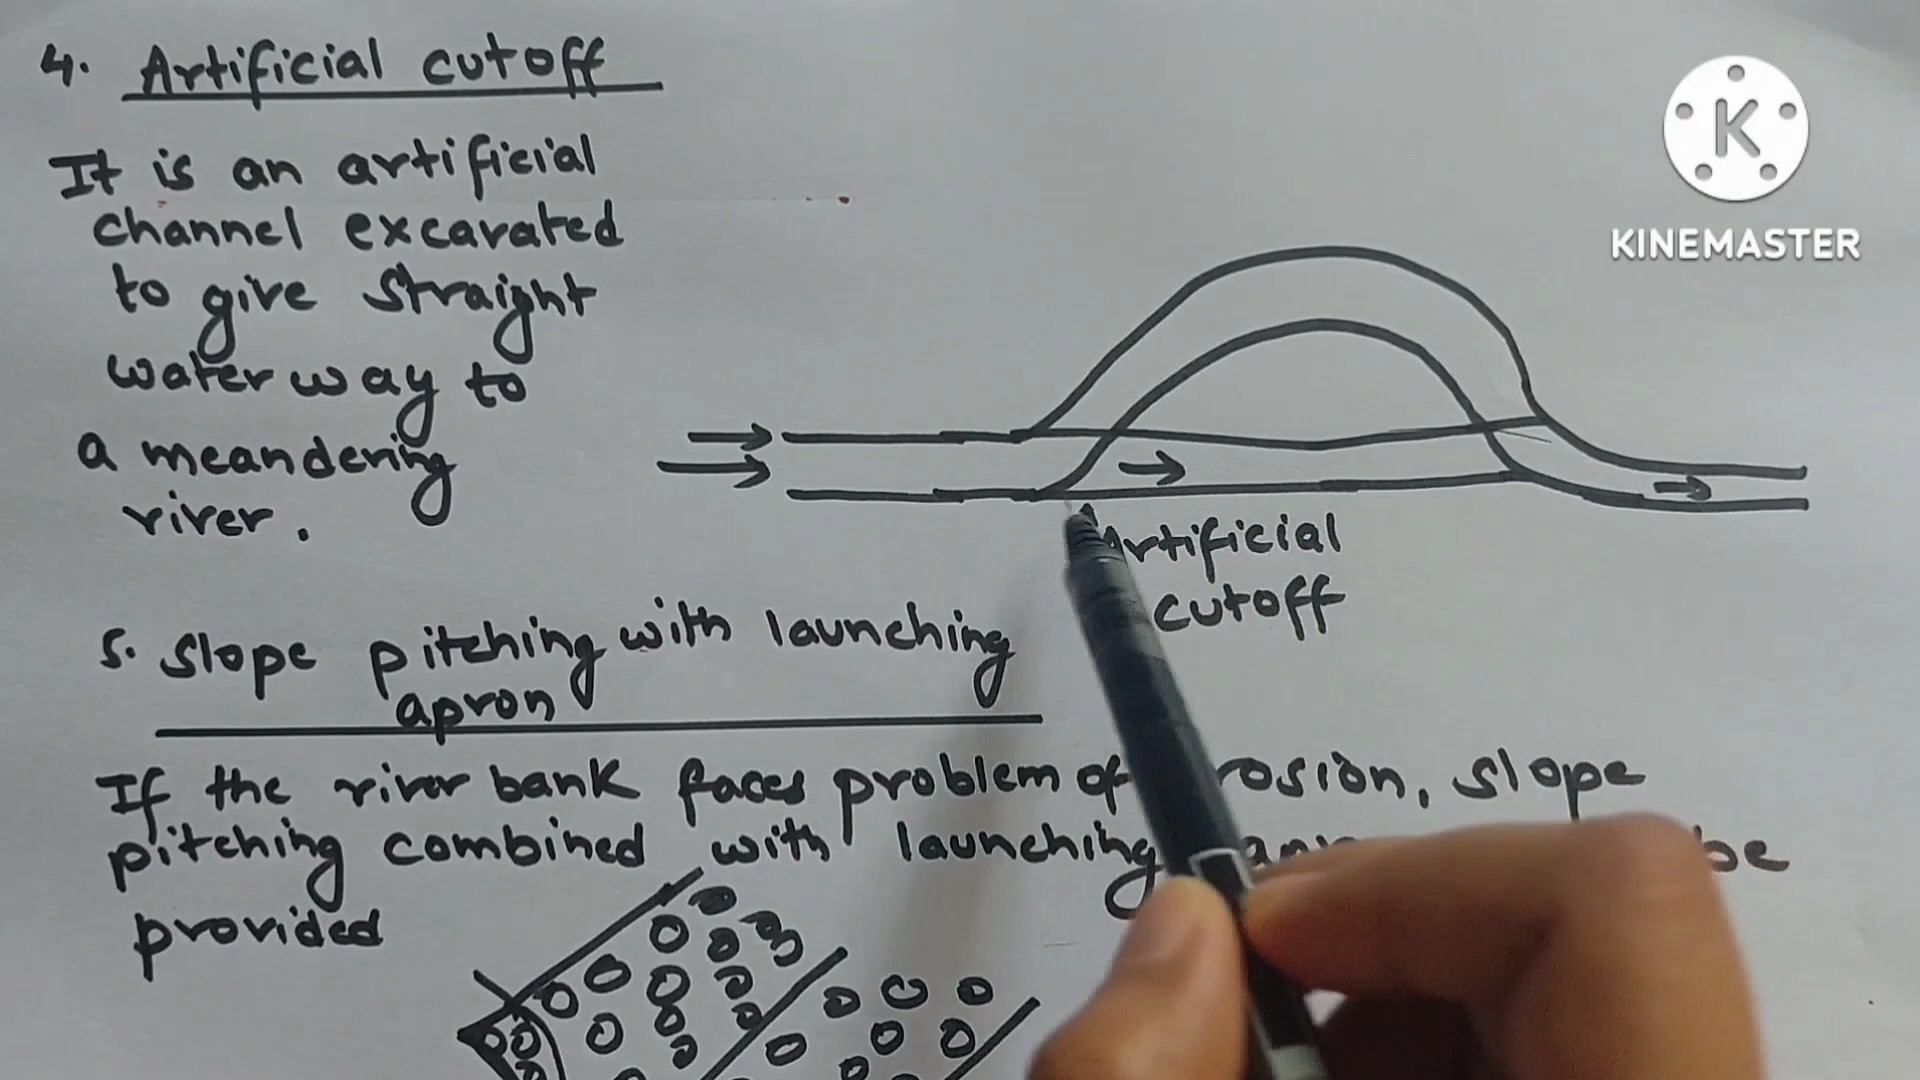 4. Artificial cutoff
It is an artificial
channel excavated
to give straight
water way to
a meandering
river.
Artificial
cutoff
5. Slope pitching with launching
apron
If the river bank faces problem of rosion, slope
pitching combined with launching be
provided
K
KINEMASTER